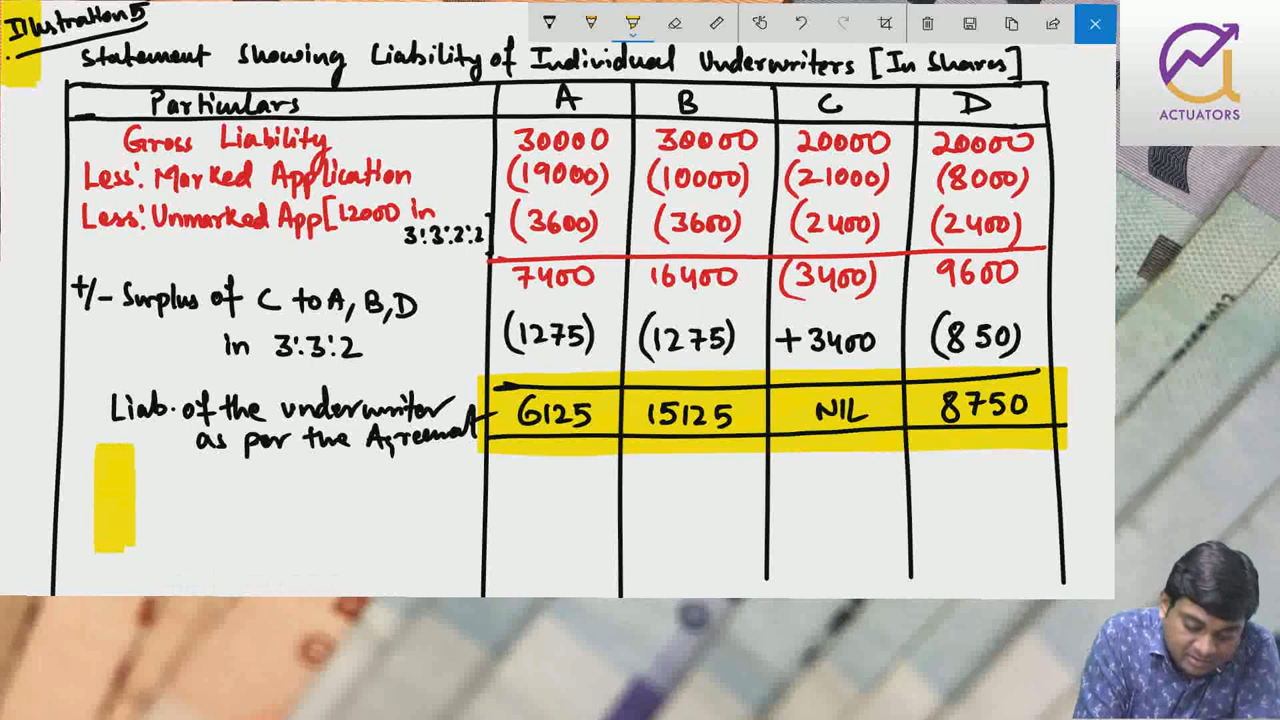 Illustration 5
Statement Showing Liability of Individual Underwriters [In Shares]
Particulars A B C D
Gross Liability 30000 30000 20000 20000
Less: Marked Application (19000) (10000) (21000) (8000)
Less: Unmarked App [12000 in 3:3:2:2] (3600) (3600) (2400) (2400)
7400 16400 (3400) 9600
+/- Surplus of C to A, B, D
in 3:3:2 (1275) (1275) +3400 (850)
Liab. of the underwriter
as per the Agreemat 6125 15125 NIL 8750
ACTUATORS